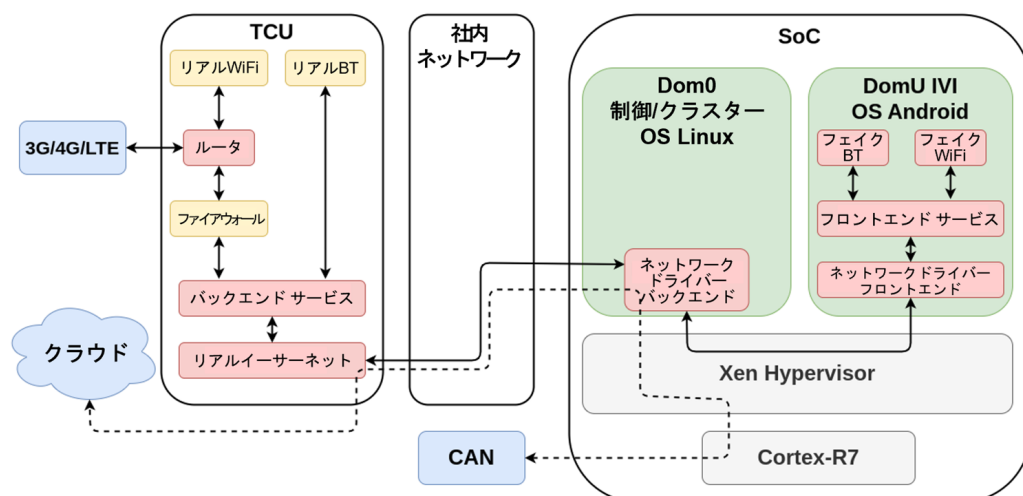 TCU
リアルWiFi
リアルBT
3G/4G/LTE
ルータ
ファイアウォール
バックエンド サービス
リアルイーサーネット
クラウド
社内
ネットワーク
CAN
SoC
Dom0
制御/クラスター
OS Linux
ネットワーク
ドライバー
バックエンド
DomU IVI
OS Android
フェイク
BT
フェイク
WiFi
フロントエンド サービス
ネットワークドライバー
フロントエンド
Xen Hypervisor
Cortex-R7